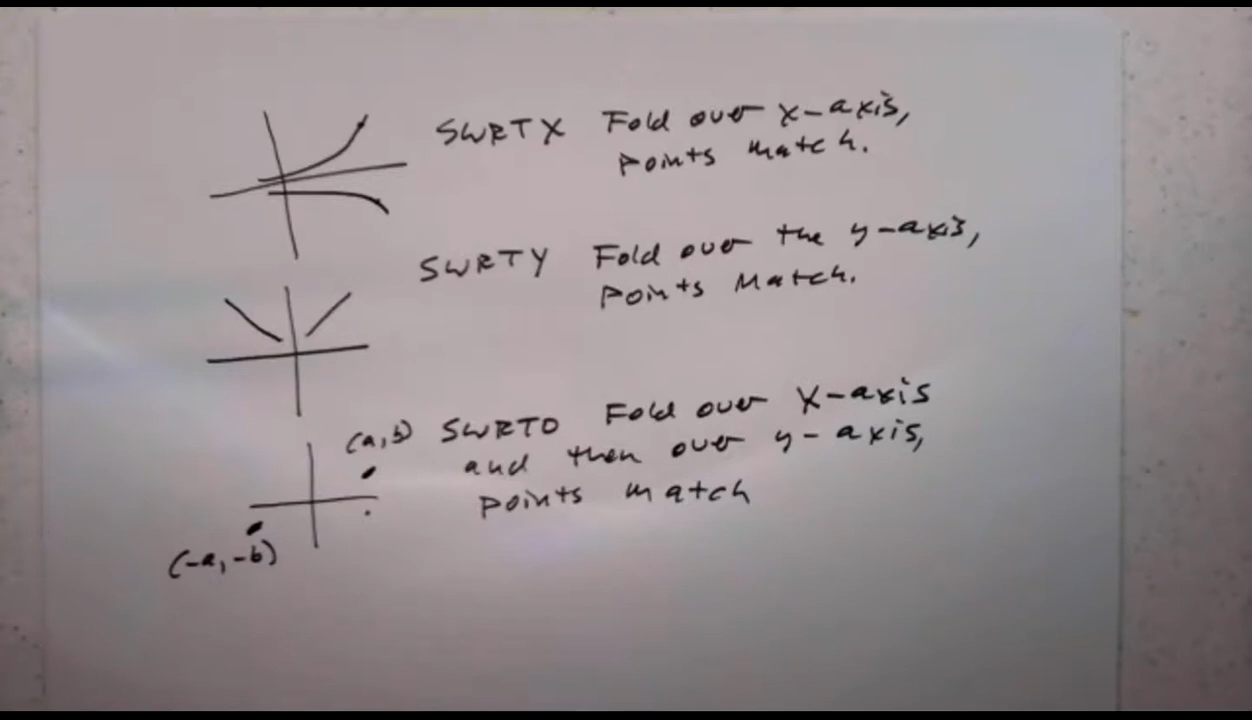 SWRTX Fold over x-axis,
points match.
SWRTY Fold over the y-axis,
Points Match.
(a,b) SWRTO Fold over X-axis
and then over y-axis,
points match
(-a,-b)